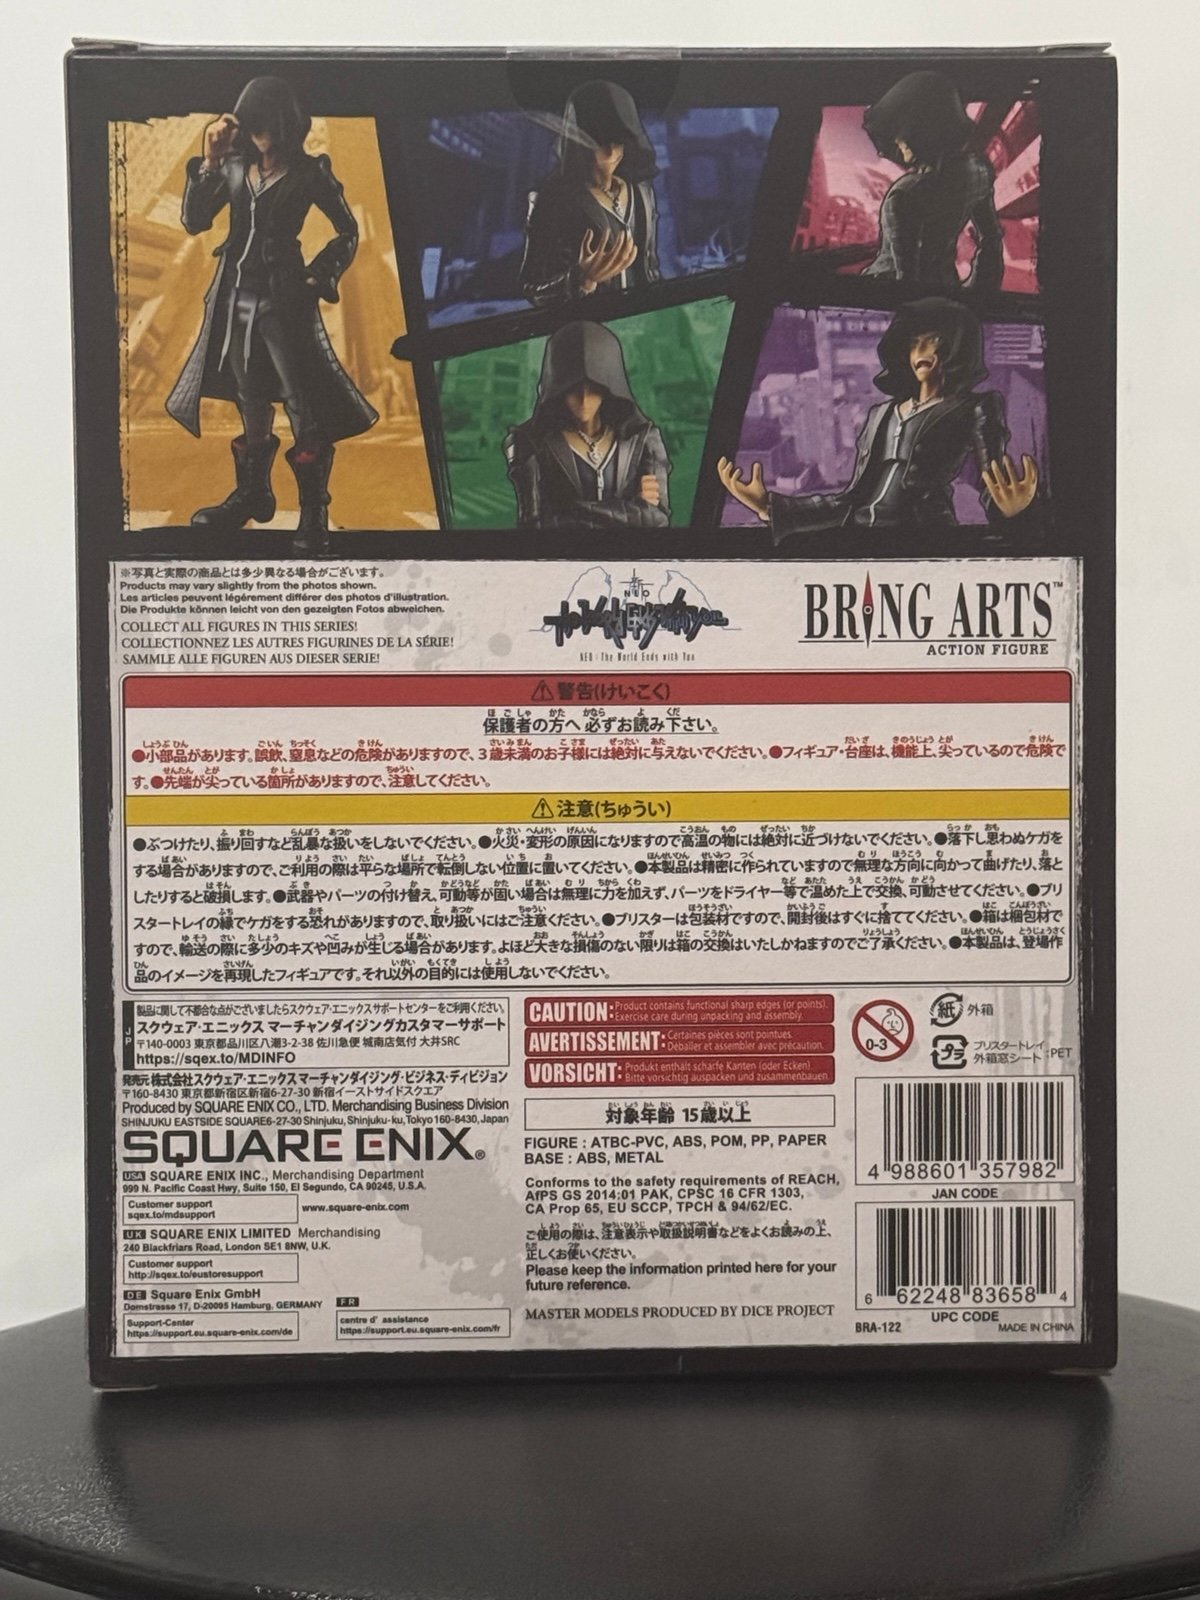 ※写真と実際の商品とは多少異なる場合がございます。
Products may vary slightly from the photos shown.
Les articles peuvent légèrement différer des photos d'illustration.
Die Produkte können leicht von den gezeigten Fotos abweichen.
COLLECT ALL FIGURES IN THIS SERIES!
COLLECTIONNEZ LES AUTRES FIGURINES DE LA SÉRIE!
SAMMLE ALLE FIGUREN AUS DIESER SERIE!
新
NEO
The World Ends with You
NEO : The World Ends with You
BRING ARTS™
ACTION FIGURE
⚠警告(けいこく)
保護者の方へ 必ずお読み下さい。
●小部品があります。誤飲、窒息などの危険がありますので、3歳未満のお子様には絶対に与えないでください。●フィギュア・台座は、機能上、尖っているので危険で
す。●先端が尖っている箇所がありますので、注意してください。
⚠注意(ちゅうい)
●ぶつけたり、振り回すなど乱暴な扱いをしないでください。●火災・変形の原因になりますので高温の物には絶対に近づけないでください。●落下し思わぬケガを
する場合がありますので、ご利用の際は平らな場所で転倒しない位置に置いてください。●本製品は精密に作られていますので無理な方向に向かって曲げたり、落と
したりすると破損します。●武器やパーツの付け替え、可動等が固い場合は無理に力を加えず、パーツをドライヤー等で温めた上で交換、可動させてください。●ブリ
スタートレイの縁でケガをする恐れがありますので、取り扱いにはご注意ください。●ブリスターは包装材ですので、開封後はすぐに捨ててください。●箱は梱包材で
すので、輸送の際に多少のキズや凹みが生じる場合があります。よほど大きな損傷のない限りは箱の交換はいたしかねますのでご了承ください。●本製品は、登場作
品のイメージを再現したフィギュアです。それ以外の目的には使用しないでください。
JP
製品に関して不都合な点がございましたらスクウェア・エニックスサポートセンターをご利用ください。
スクウェア・エニックス マーチャンダイジングカスタマーサポート
〒140-0003 東京都品川区八潮3-2-38 佐川急便 城南店気付 大井SRC
https://sqex.to/MDINFO
発売元 株式会社スクウェア・エニックス マーチャンダイジング・ビジネス・ディビジョン
〒160-8430 東京都新宿区新宿6-27-30 新宿イーストサイドスクエア
Produced by SQUARE ENIX CO., LTD. Merchandising Business Division
SHINJUKU EASTSIDE SQUARE6-27-30 Shinjuku, Shinjuku-ku, Tokyo 160-8430, Japan
SQUARE ENIX®
USA SQUARE ENIX INC., Merchandising Department
999 N. Pacific Coast Hwy, Suite 150, El Segundo, CA 90245, U.S.A.
Customer support
sqex.to/mdsupport
www.square-enix.com
UK SQUARE ENIX LIMITED Merchandising
240 Blackfriars Road, London SE1 8NW, U.K.
Customer support
http://sqex.to/eustoresupport
DE Square Enix GmbH
Domstrasse 17, D-20095 Hamburg, GERMANY
Support-Center
https://support.eu.square-enix.com/de
FR
centre d' assistance
https://support.eu.square-enix.com/fr
CAUTION: Product contains functional sharp edges (or points).
Exercise care during unpacking and assembly.
AVERTISSEMENT: Certaines pièces sont pointues.
Déballer et assembler avec précaution.
VORSICHT: Produkt enthält scharfe Kanten (oder Ecken).
Bitte vorsichtig auspacken und zusammenbauen.
対象年齢 15歳以上
FIGURE : ATBC-PVC, ABS, POM, PP, PAPER
BASE : ABS, METAL
Conforms to the safety requirements of REACH,
AfPS GS 2014:01 PAK, CPSC 16 CFR 1303,
CA Prop 65, EU SCCP, TPCH & 94/62/EC.
ご使用の際は、注意表示や取扱説明書などをよくお読みの上、
正しくお使いください。
Please keep the information printed here for your
future reference.
MASTER MODELS PRODUCED BY DICE PROJECT
0-3
紙 外箱
プラ ブリスタートレイ
外箱窓シート :PET
4 988601 357982
JAN CODE
6 62248 83658 4
UPC CODE
BRA-122
MADE IN CHINA